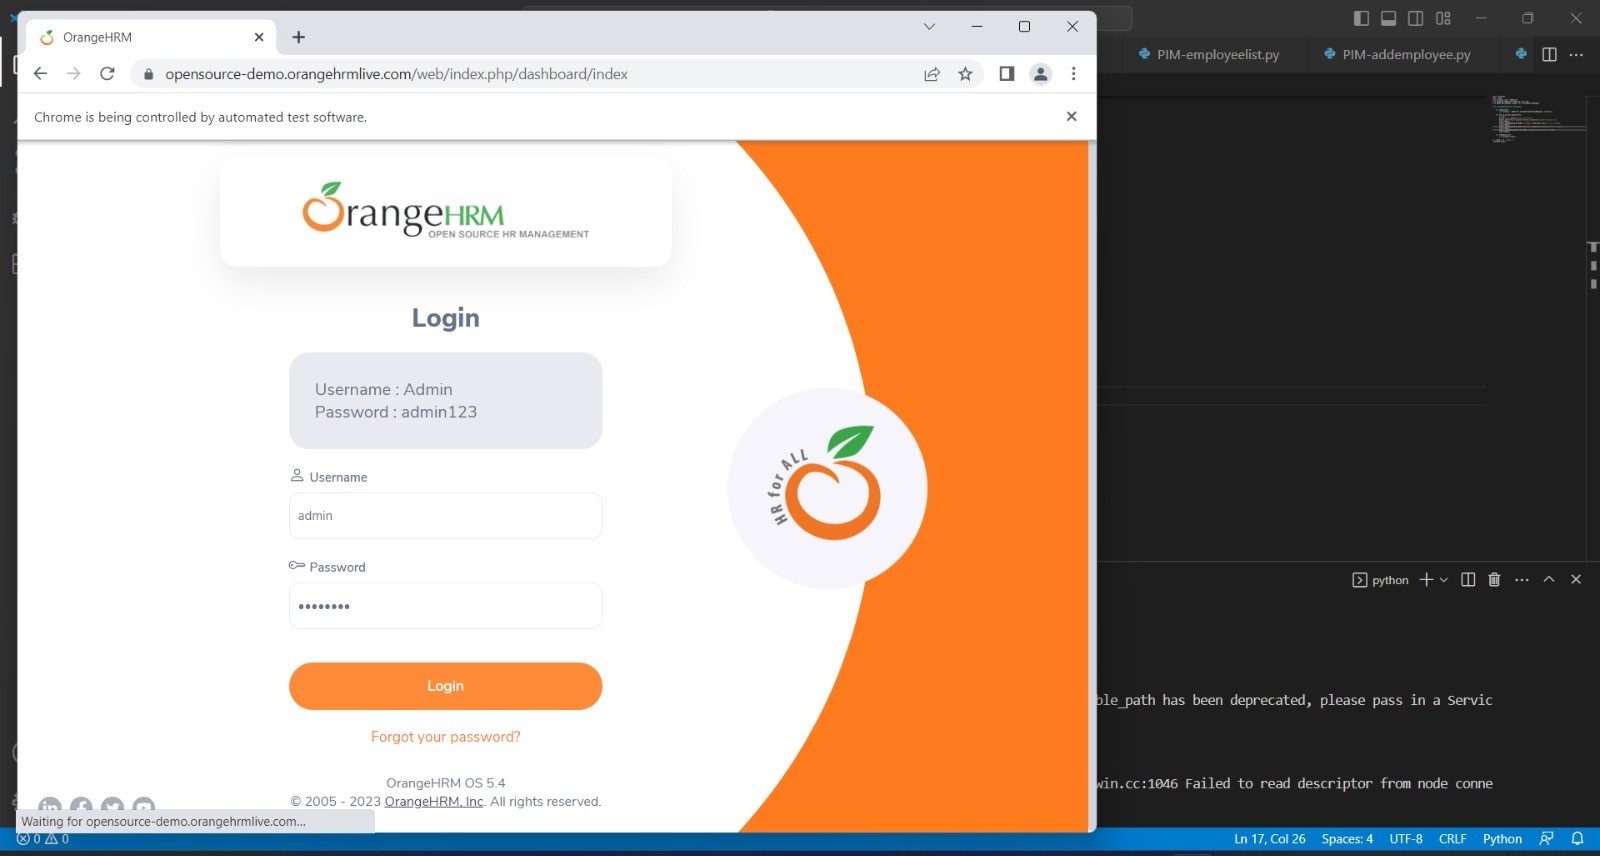 OrangeHRM
PIM-employeelist.py
PIM-addemployee.py
opensource-demo.orangehrmlive.com/web/index.php/dashboard/index
Chrome is being controlled by automated test software.
OrangeHRM
OPEN SOURCE HR MANAGEMENT
Login
Username : Admin
Password : admin123
Username
admin
Password
••••••••
Login
Forgot your password?
OrangeHRM OS 5.4
© 2005 - 2023 OrangeHRM, Inc. All rights reserved.
HR for ALL
Waiting for opensource-demo.orangehrmlive.com...
python
ble_path has been deprecated, please pass in a Servic
win.cc:1046 Failed to read descriptor from node conne
0 0
Ln 17, Col 26 Spaces: 4 UTF-8 CRLF Python